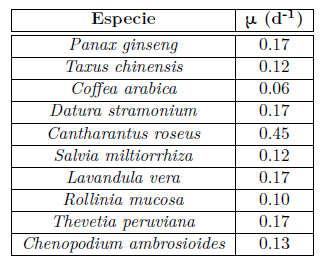 Especie μ (d⁻¹)
Panax ginseng 0.17
Taxus chinensis 0.12
Coffea arabica 0.06
Datura stramonium 0.17
Cantharantus roseus 0.45
Salvia miltiorrhiza 0.12
Lavandula vera 0.17
Rollinia mucosa 0.10
Thevetia peruviana 0.17
Chenopodium ambrosioides 0.13